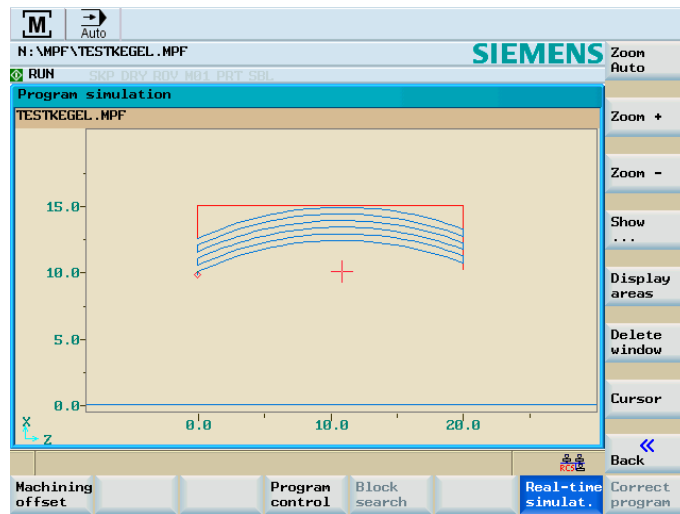 M
Auto
N:\MPF\TESTKEGEL.MPF
SIEMENS
RUN
SKP DRY ROV M01 PRT SBL
Program simulation
TESTKEGEL.MPF
15.0
10.0
5.0
0.0
0.0
10.0
20.0
X
Z
Zoom
Auto
Zoom +
Zoom -
Show
...
Display
areas
Delete
window
Cursor
«
Back
RCS
Machining
offset
Program
control
Block
search
Real-time
simulat.
Correct
program